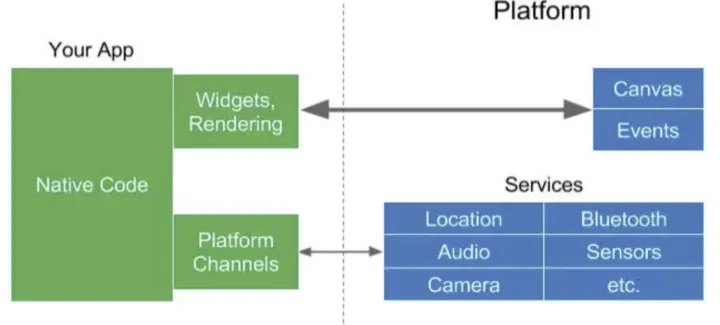 Platform
Your App
Widgets,
Rendering
Native Code
Platform
Channels
Canvas
Events
Services
Location Bluetooth
Audio Sensors
Camera etc.